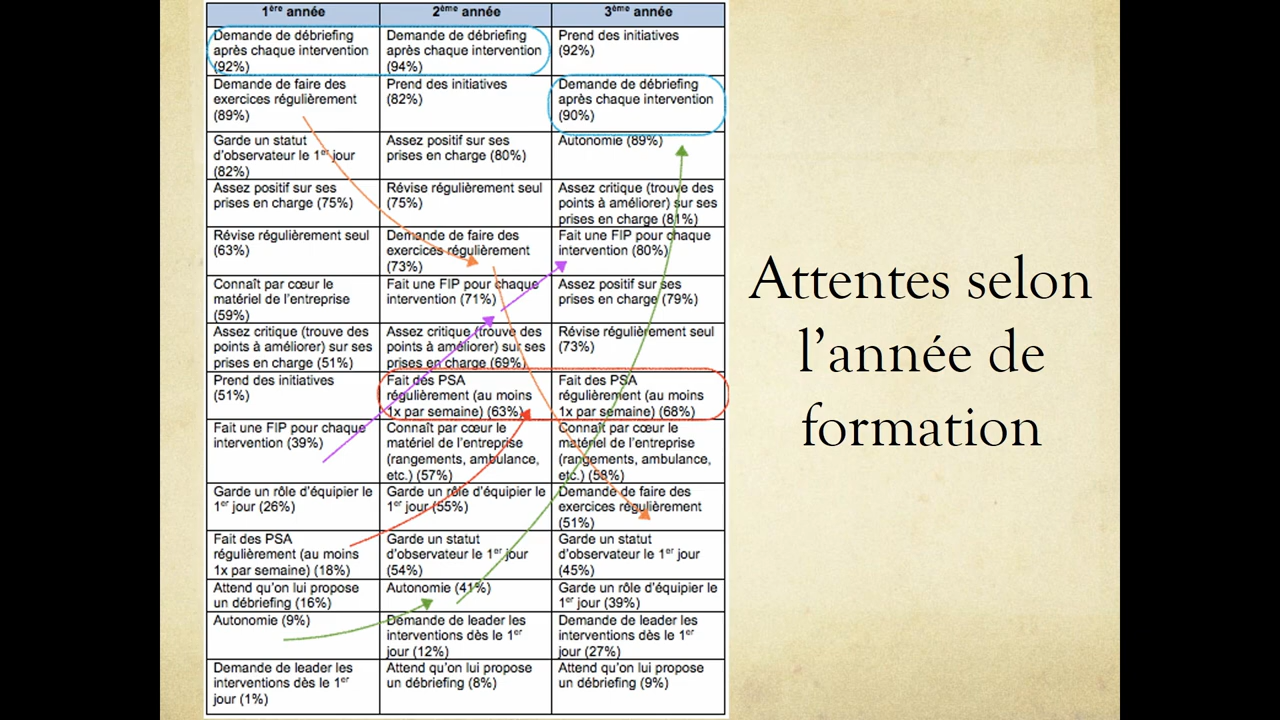 1ère année
2ème année
3ème année
Demande de débriefing
après chaque intervention
(92%)
Demande de débriefing
après chaque intervention
(94%)
Prend des initiatives
(92%)
Demande de faire des
exercices régulièrement
(89%)
Prend des initiatives
(82%)
Demande de débriefing
après chaque intervention
(90%)
Garde un statut
d'observateur le 1er jour
(82%)
Assez positif sur ses
prises en charge (80%)
Autonomie (89%)
Assez positif sur ses
prises en charge (75%)
Révise régulièrement seul
(75%)
Assez critique (trouve des
points à améliorer) sur ses
prises en charge (81%)
Révise régulièrement seul
(63%)
Demande de faire des
exercices régulièrement
(73%)
Fait une FIP pour chaque
intervention (80%)
Connaît par cœur le
matériel de l'entreprise
(59%)
Fait une FIP pour chaque
intervention (71%)
Assez positif sur ses
prises en charge (79%)
Assez critique (trouve des
points à améliorer) sur ses
prises en charge (51%)
Assez critique (trouve des
points à améliorer) sur ses
prises en charge (69%)
Révise régulièrement seul
(73%)
Prend des initiatives
(51%)
Fait des PSA
régulièrement (au moins
1x par semaine) (63%)
Fait des PSA
régulièrement (au moins
1x par semaine) (68%)
Fait une FIP pour chaque
intervention (39%)
Connaît par cœur le
matériel de l'entreprise
(rangements, ambulance,
etc.) (57%)
Connaît par cœur le
matériel de l'entreprise
(rangements, ambulance,
etc.) (58%)
Garde un rôle d'équipier le
1er jour (26%)
Garde un rôle d'équipier le
1er jour (55%)
Demande de faire des
exercices régulièrement
(51%)
Fait des PSA
régulièrement (au moins
1x par semaine) (18%)
Garde un statut
d'observateur le 1er jour
(54%)
Garde un statut
d'observateur le 1er jour
(45%)
Attend qu'on lui propose
un débriefing (16%)
Autonomie (41%)
Garde un rôle d'équipier le
1er jour (39%)
Autonomie (9%)
Demande de leader les
interventions dès le 1er
jour (12%)
Demande de leader les
interventions dès le 1er
jour (27%)
Demande de leader les
interventions dès le 1er
jour (1%)
Attend qu'on lui propose
un débriefing (8%)
Attend qu'on lui propose
un débriefing (9%)
Attentes selon
l'année de
formation